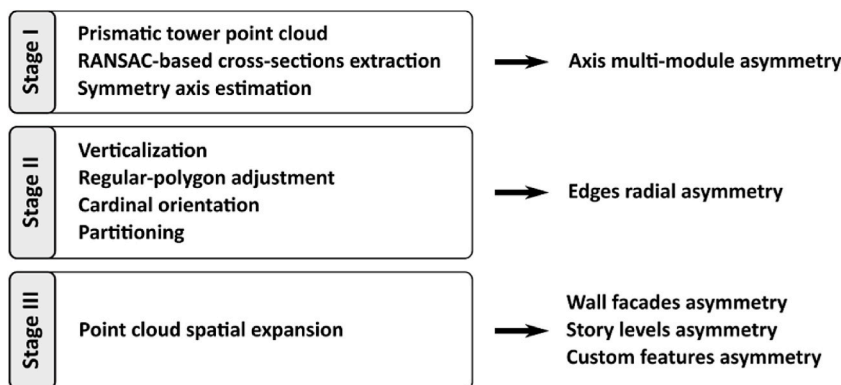 Stage I
Prismatic tower point cloud
RANSAC-based cross-sections extraction
Symmetry axis estimation
Axis multi-module asymmetry
Stage II
Verticalization
Regular-polygon adjustment
Cardinal orientation
Partitioning
Edges radial asymmetry
Stage III
Point cloud spatial expansion
Wall facades asymmetry
Story levels asymmetry
Custom features asymmetry